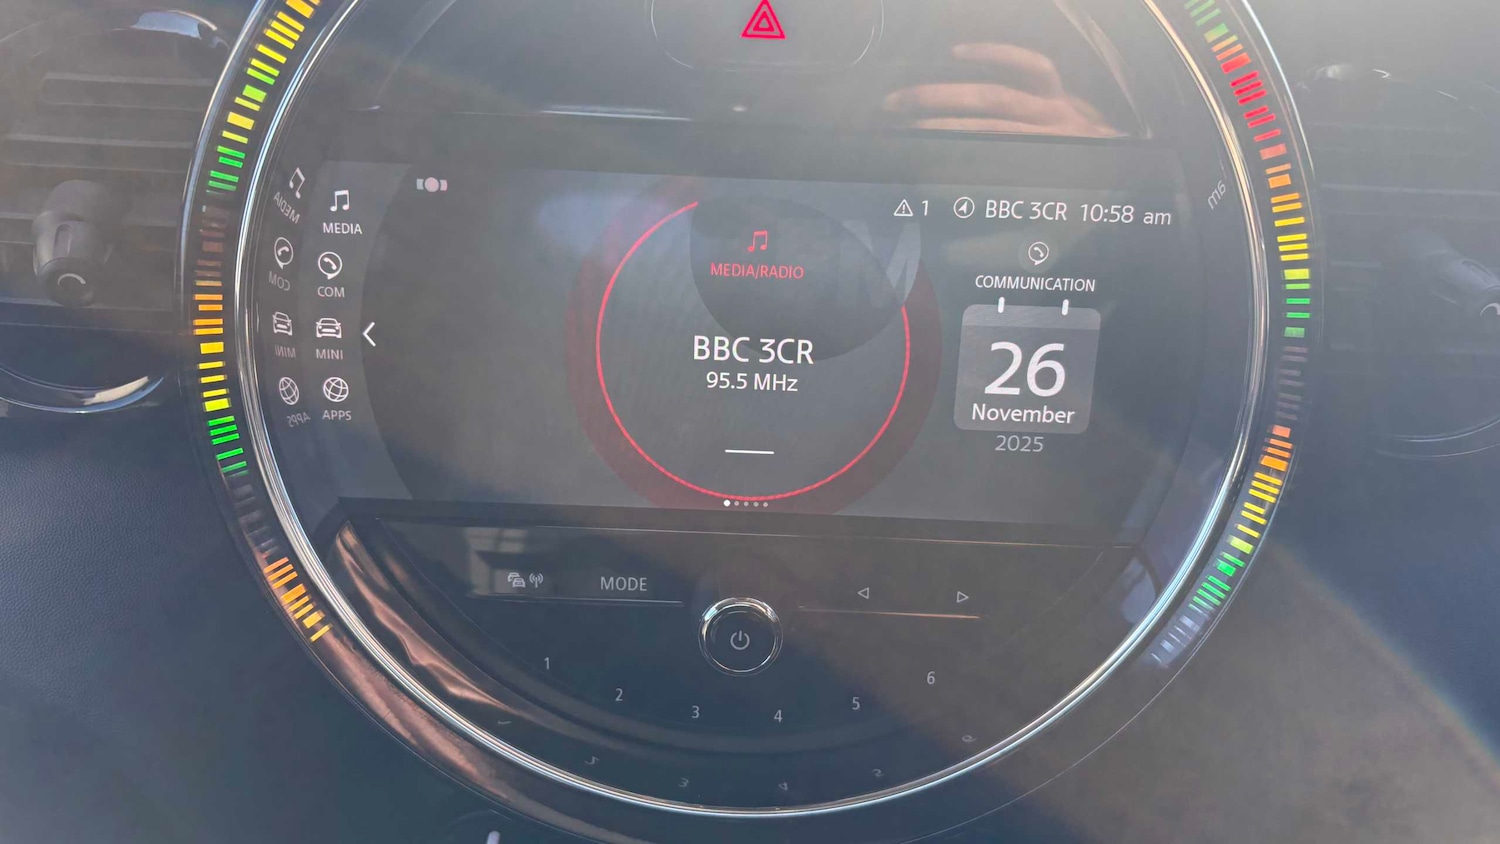 1 BBC 3CR 10:58 am
MEDIA
COM
MINI
APPS
MEDIA/RADIO
BBC 3CR
95.5 MHz
COMMUNICATION
26
November
2025
MODE
1 2 3 4 5 6